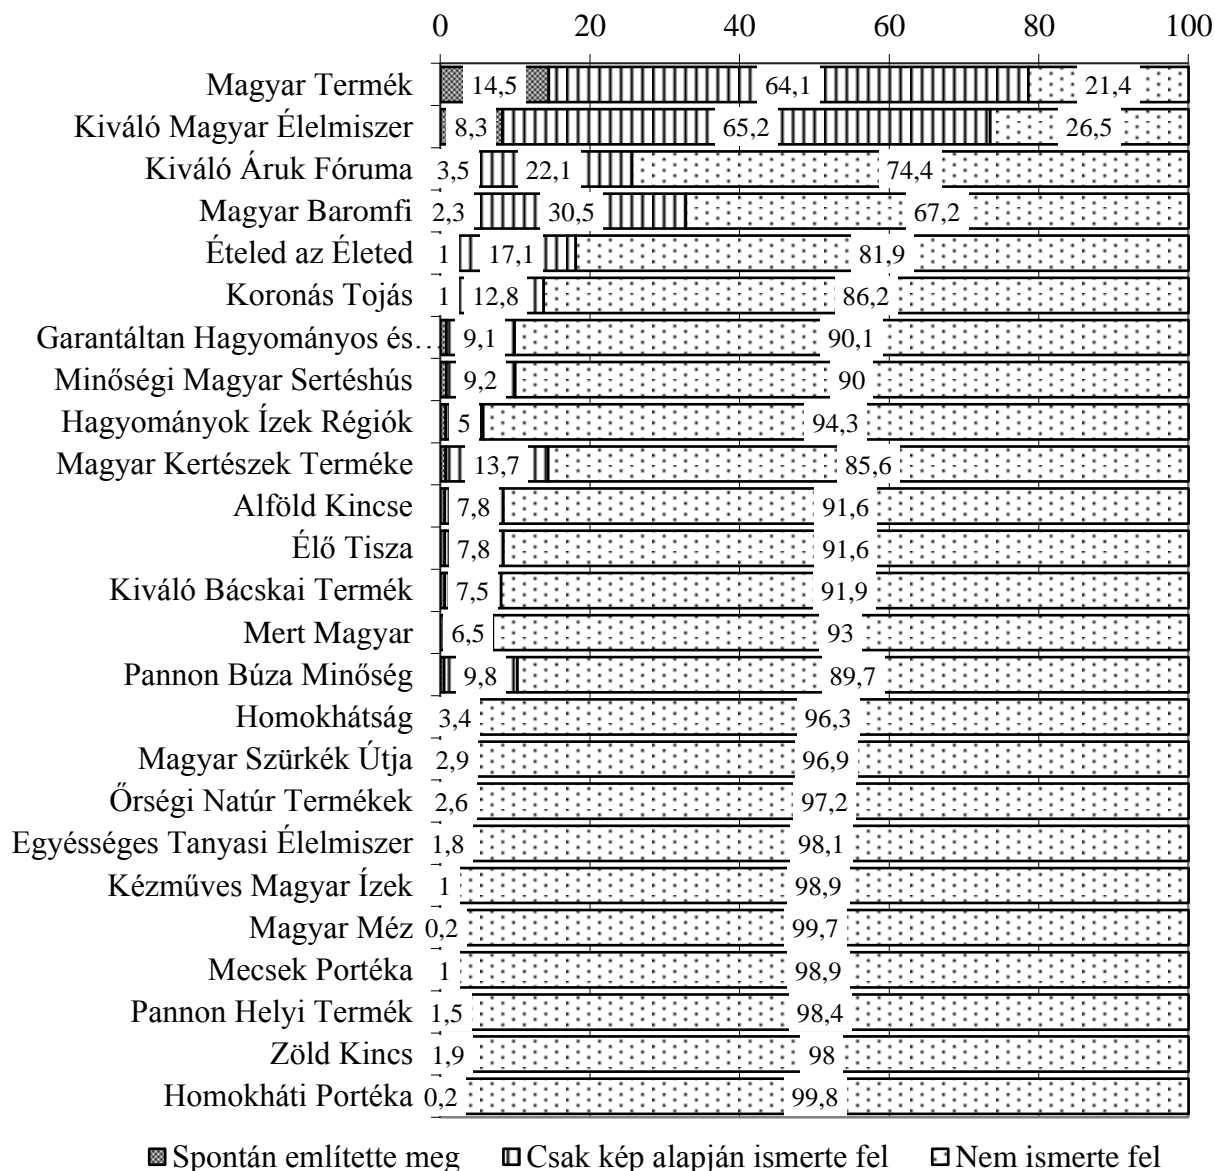 0 20 40 60 80 100
Magyar Termék 14,5 64,1 21,4
Kiváló Magyar Élelmiszer 8,3 65,2 26,5
Kiváló Áruk Fóruma 3,5 22,1 74,4
Magyar Baromfi 2,3 30,5 67,2
Ételed az Életed 1 17,1 81,9
Koronás Tojás 1 12,8 86,2
Garantáltan Hagyományos és… 9,1 90,1
Minőségi Magyar Sertéshús 9,2 90
Hagyományok Ízek Régiók 5 94,3
Magyar Kertészek Terméke 13,7 85,6
Alföld Kincse 7,8 91,6
Élő Tisza 7,8 91,6
Kiváló Bácskai Termék 7,5 91,9
Mert Magyar 6,5 93
Pannon Búza Minőség 9,8 89,7
Homokhátság 3,4 96,3
Magyar Szürkék Útja 2,9 96,9
Őrségi Natúr Termékek 2,6 97,2
Egyésséges Tanyasi Élelmiszer 1,8 98,1
Kézműves Magyar Ízek 1 98,9
Magyar Méz 0,2 99,7
Mecsek Portéka 1 98,9
Pannon Helyi Termék 1,5 98,4
Zöld Kincs 1,9 98
Homokháti Portéka 0,2 99,8
Spontán említette meg Csak kép alapján ismerte fel Nem ismerte fel